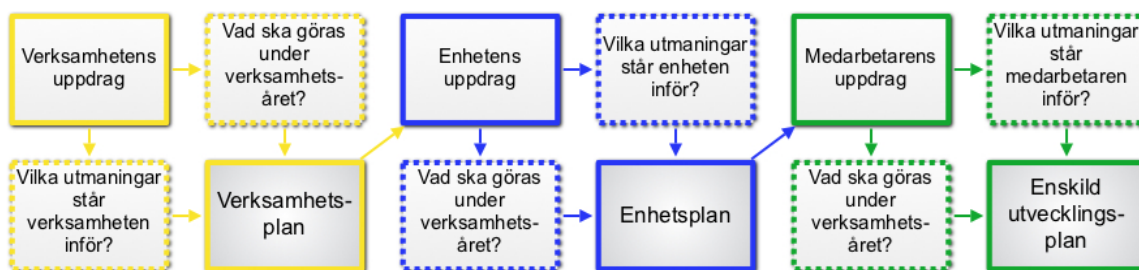 Verksamhetens
uppdrag
Vad ska göras
under
verksamhets-
året?
Enhetens
uppdrag
Vilka utmaningar
står enheten
inför?
Medarbetarens
uppdrag
Vilka utmaningar
står
medarbetaren
inför?
Vilka utmaningar
står
verksamheten
inför?
Verksamhets-
plan
Vad ska göras
under
verksamhets-
året?
Enhetsplan
Vad ska göras
under
verksamhets-
året?
Enskild
utvecklings-
plan